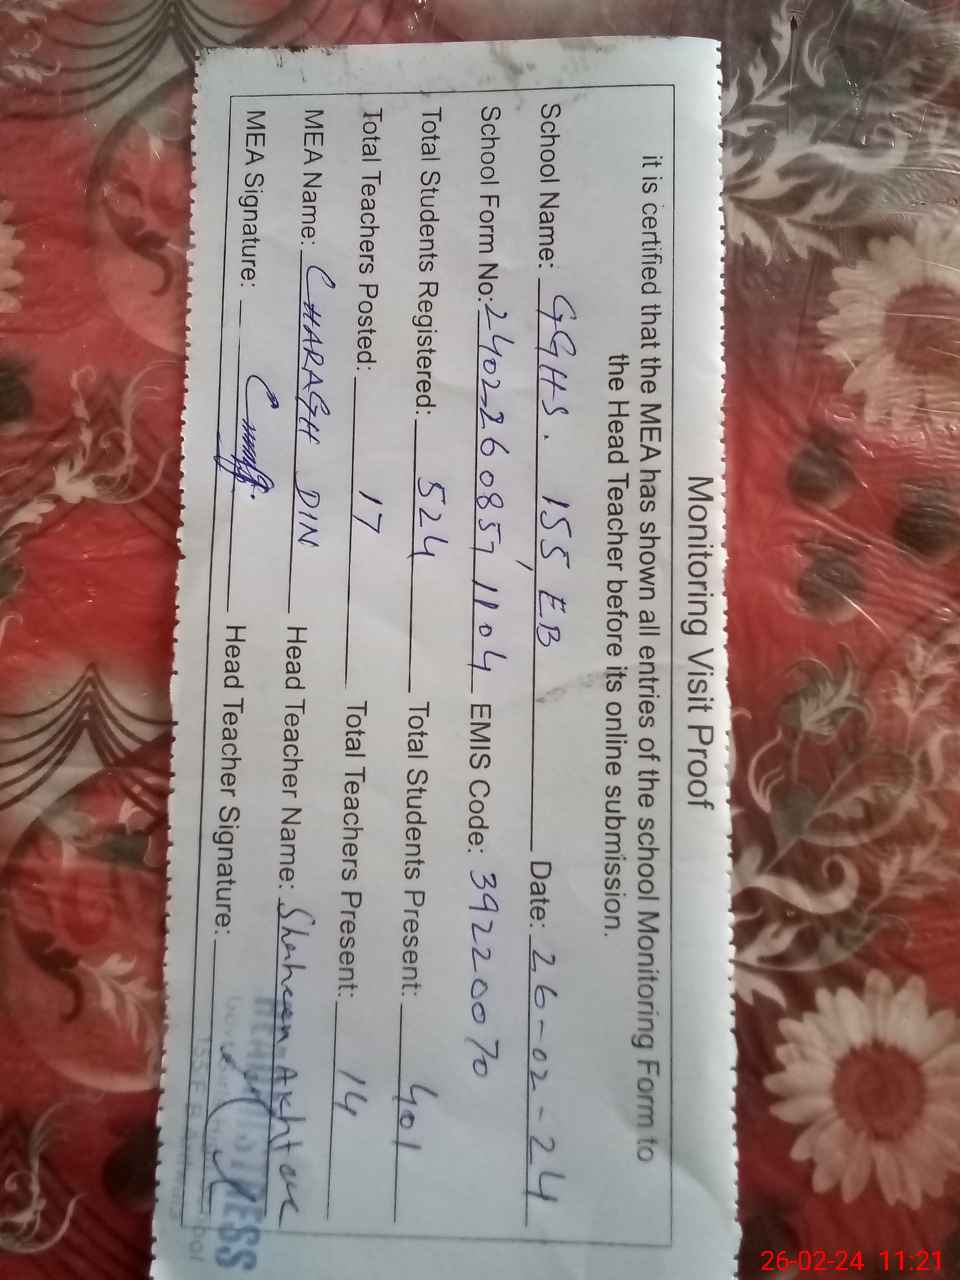 Monitoring Visit Proof
it is certified that the MEA has shown all entries of the school Monitoring Form to
the Head Teacher before its online submission.
School Name: GGHS. 155 EB Date: 26-02-24
School Form No: 2402260857 1104 EMIS Code: 39220070
Total Students Registered: 524 Total Students Present: 401
Total Teachers Posted: 17 Total Teachers Present: 14
MEA Name: CHARAGH DIN Head Teacher Name: Shaheen Akhtar
MEA Signature: Head Teacher Signature:
26-02-24 11:21